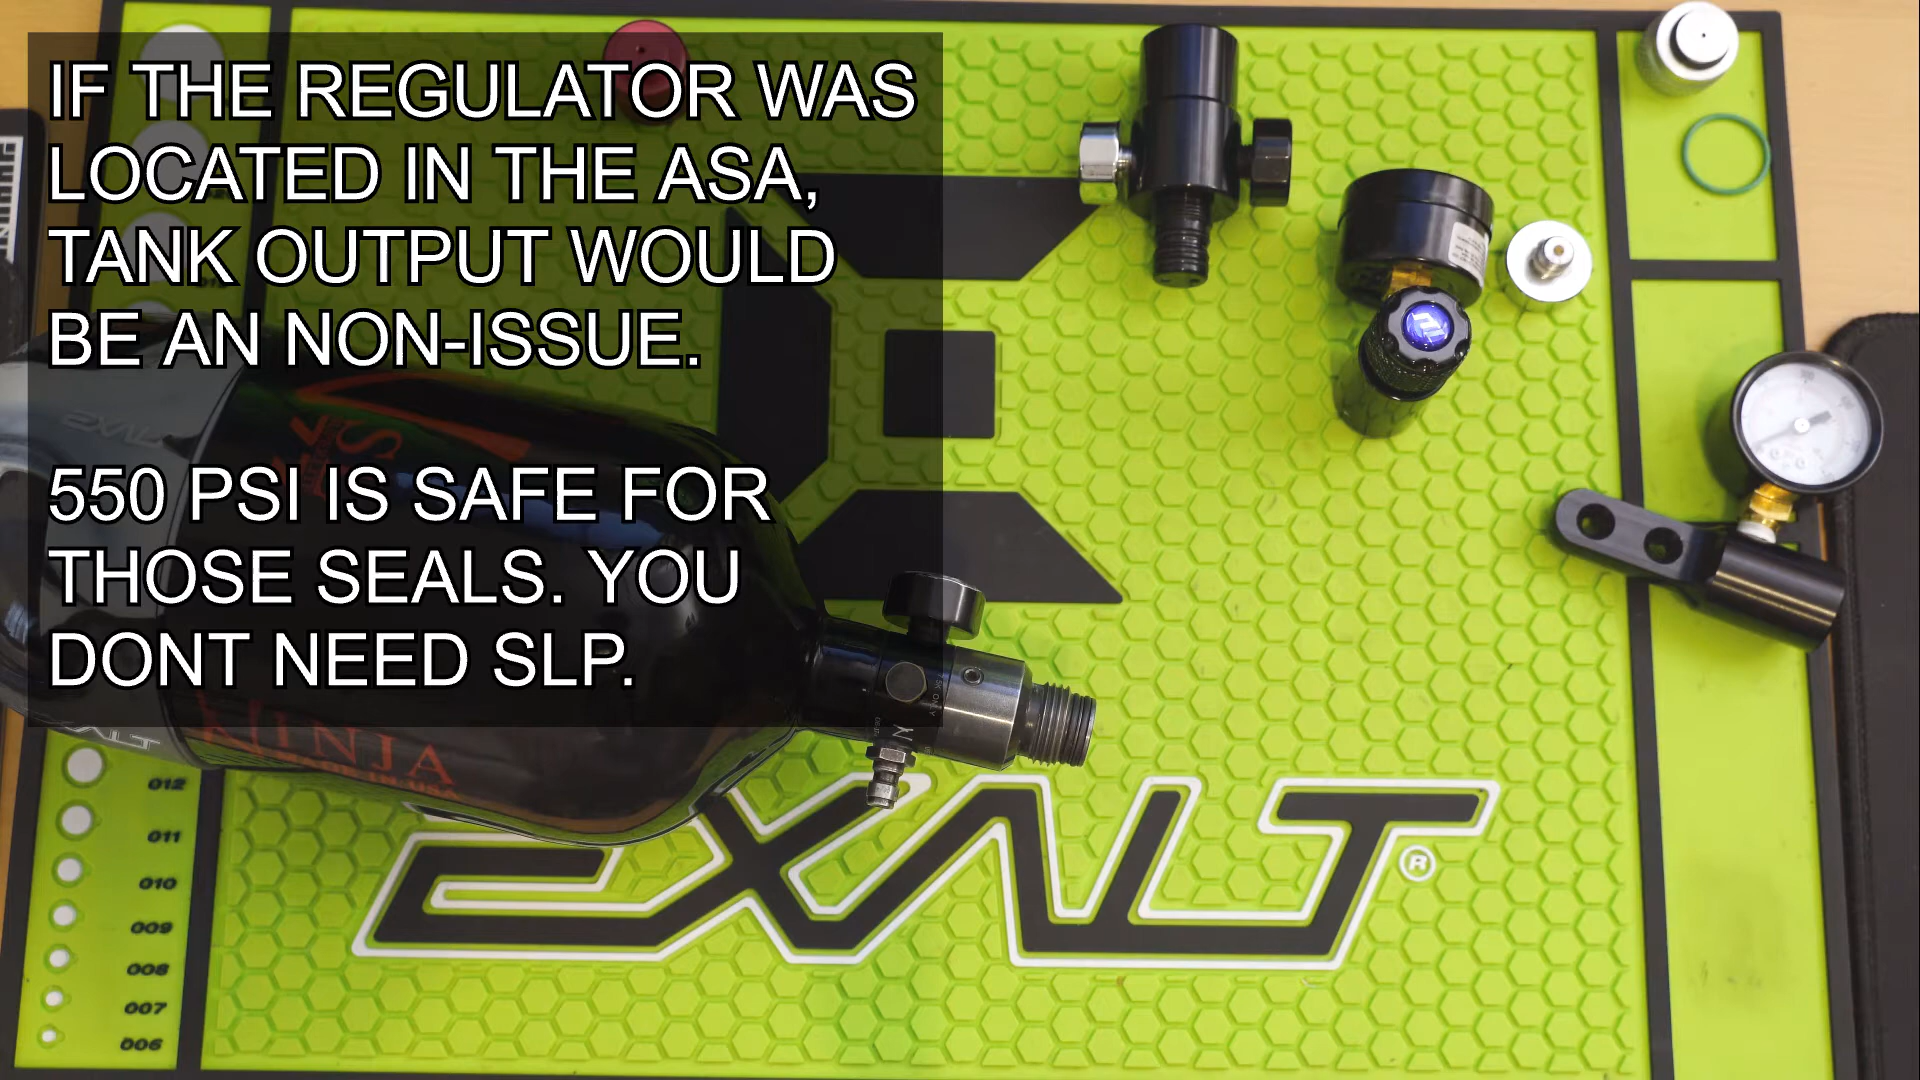 IF THE REGULATOR WAS
LOCATED IN THE ASA,
TANK OUTPUT WOULD
BE AN NON-ISSUE.
550 PSI IS SAFE FOR
THOSE SEALS. YOU
DONT NEED SLP.
NINJA
EXALT
®
012
011
010
009
008
007
006